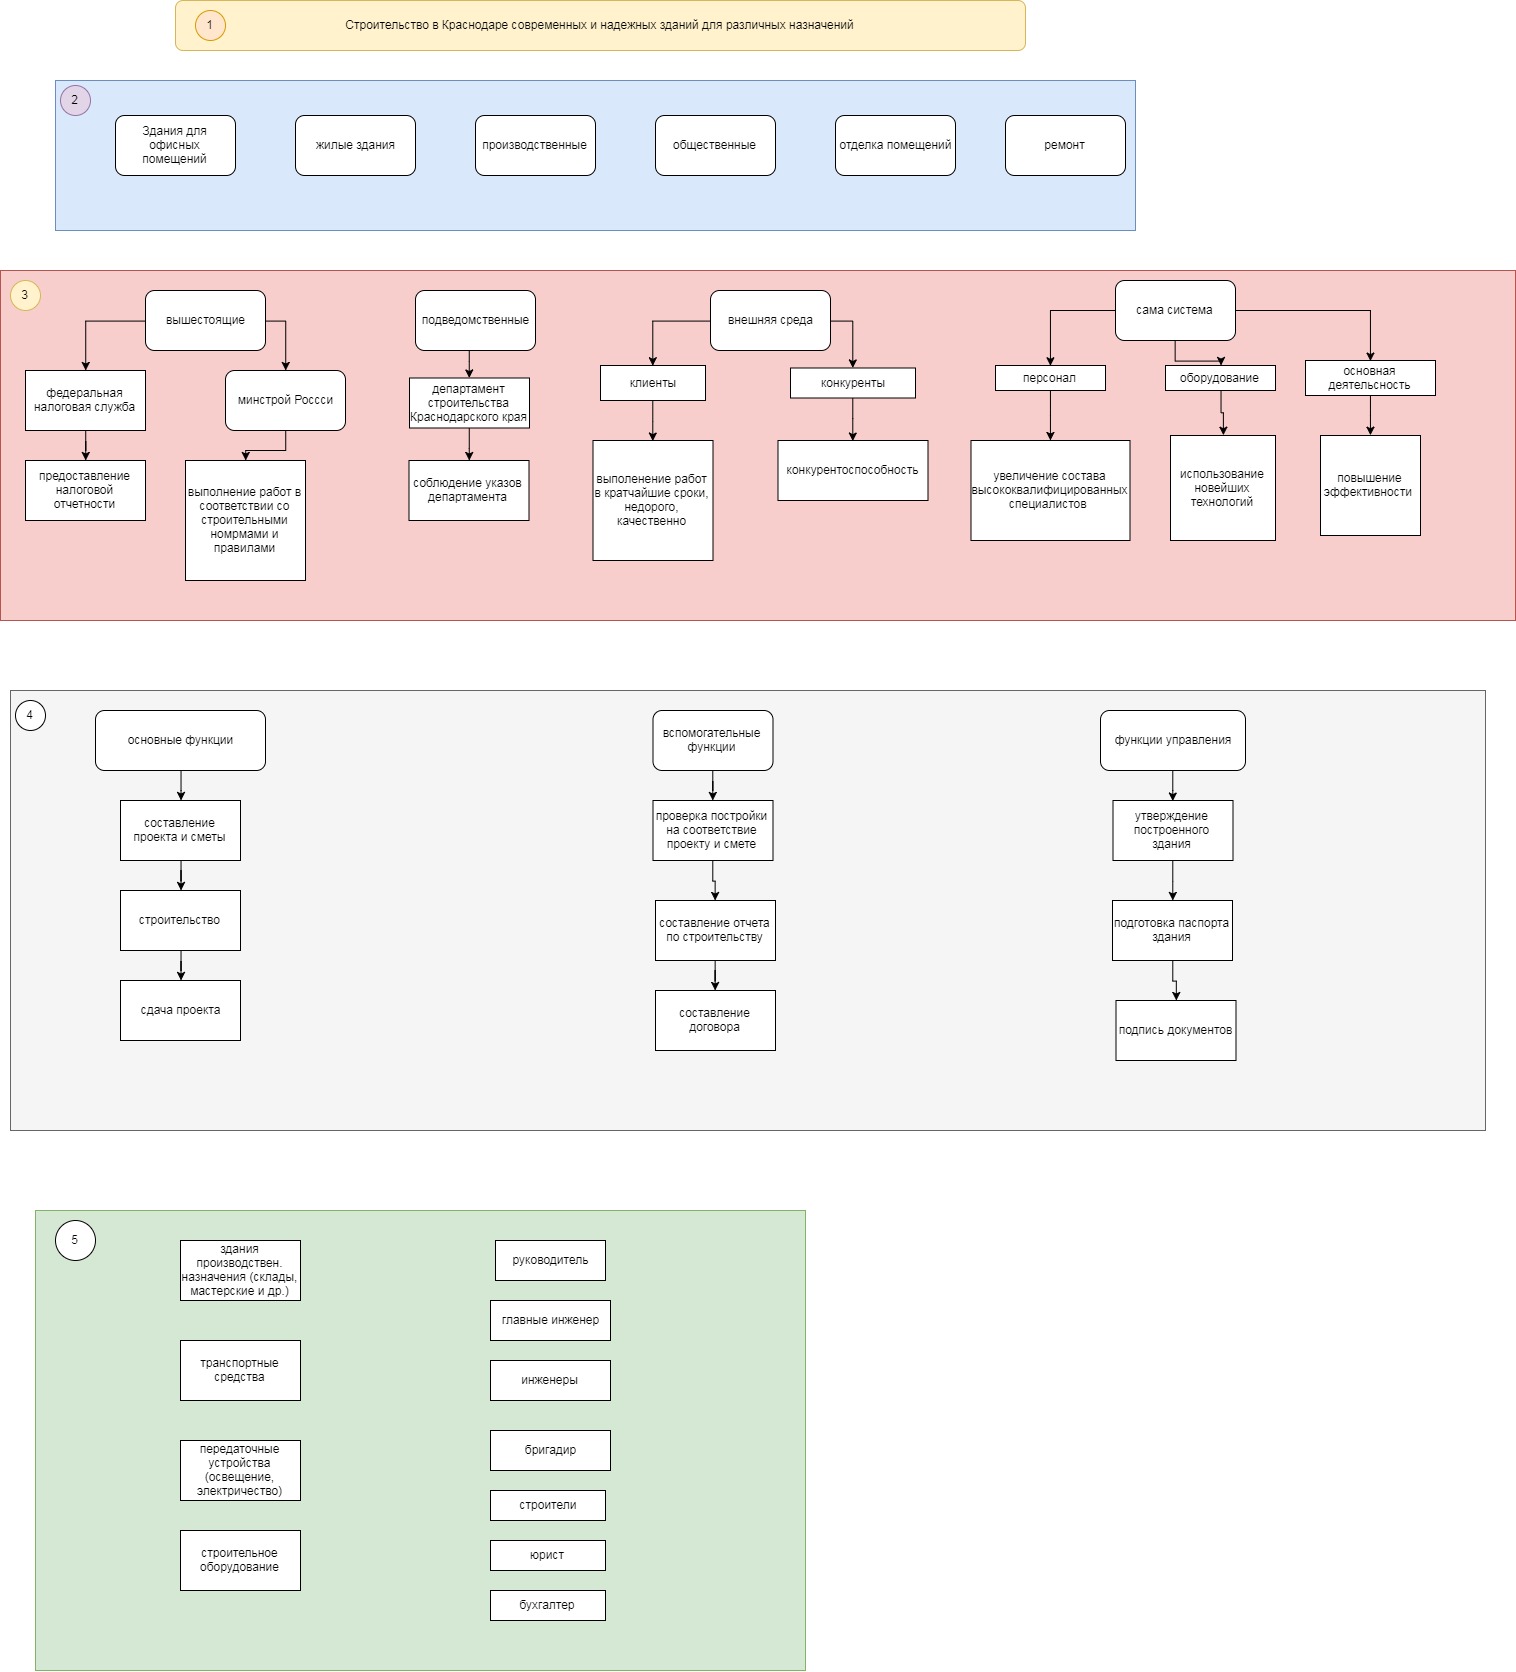 1
Строительство в Краснодаре современных и надежных зданий для различных назначений
2
Здания для
офисных
помещений
жилые здания
производственные
общественные
отделка помещений
ремонт
3
вышестоящие
подведомственные
внешняя среда
сама система
федеральная
налоговая служба
минстрой Россси
департамент
строительства
Краснодарского края
клиенты
конкуренты
персонал
оборудование
основная
деятельсность
предоставление
налоговой
отчетности
выполнение работ в
соответствии со
строительными
номрмами и
правилами
соблюдение указов
департамента
выполенение работ
в кратчайшие сроки,
недорого,
качественно
конкурентоспособность
увеличение состава
высококвалифицированных
специалистов
использование
новейших
технологий
повышение
эффективности
4
основные функции
вспомогательные
функции
функции управления
составление
проекта и сметы
проверка постройки
на соответствие
проекту и смете
утверждение
построенного
здания
строительство
составление отчета
по строительству
подготовка паспорта
здания
сдача проекта
составление
договора
подпись документов
5
здания
производствен.
назначения (склады,
мастерские и др.)
транспортные
средства
передаточные
устройства
(освещение,
электричество)
строительное
оборудование
руководитель
главные инженер
инженеры
бригадир
строители
юрист
бухгалтер